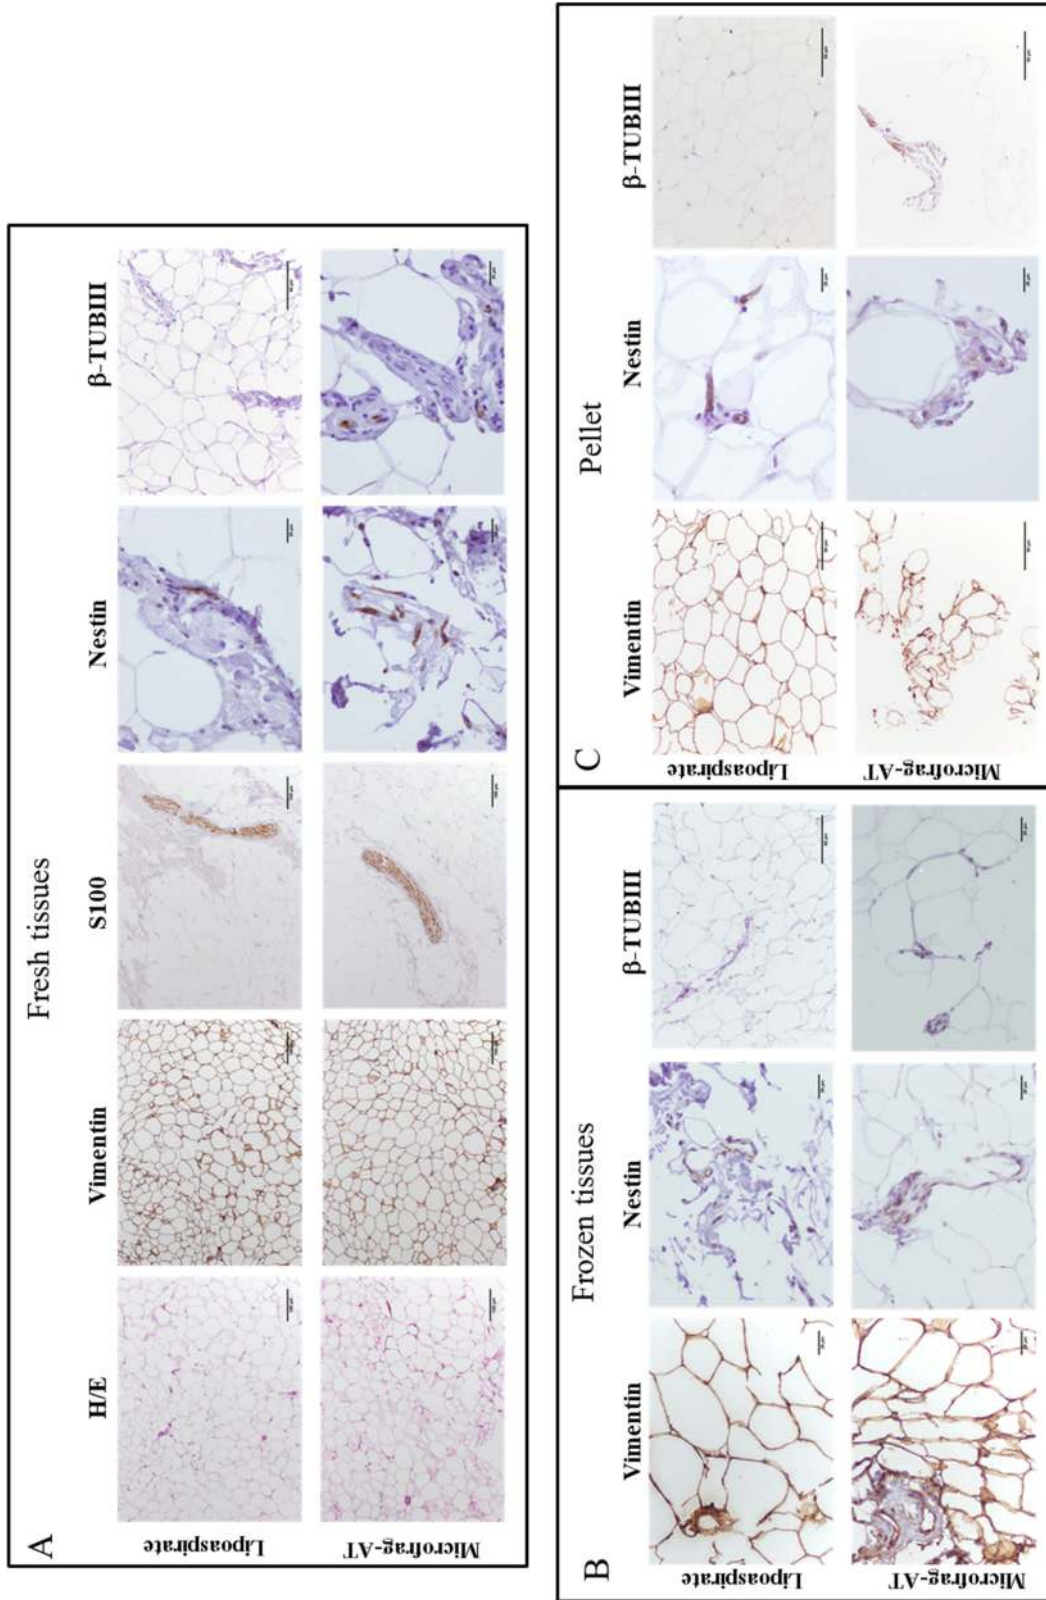 A
Fresh tissues
H/E
Vimentin
S100
Nestin
β-TUBIII
Lipoaspirate
Microfrag-AT
B
Frozen tissues
Vimentin
Nestin
β-TUBIII
Lipoaspirate
Microfrag-AT
C
Pellet
Vimentin
Nestin
β-TUBIII
Lipoaspirate
Microfrag-AT